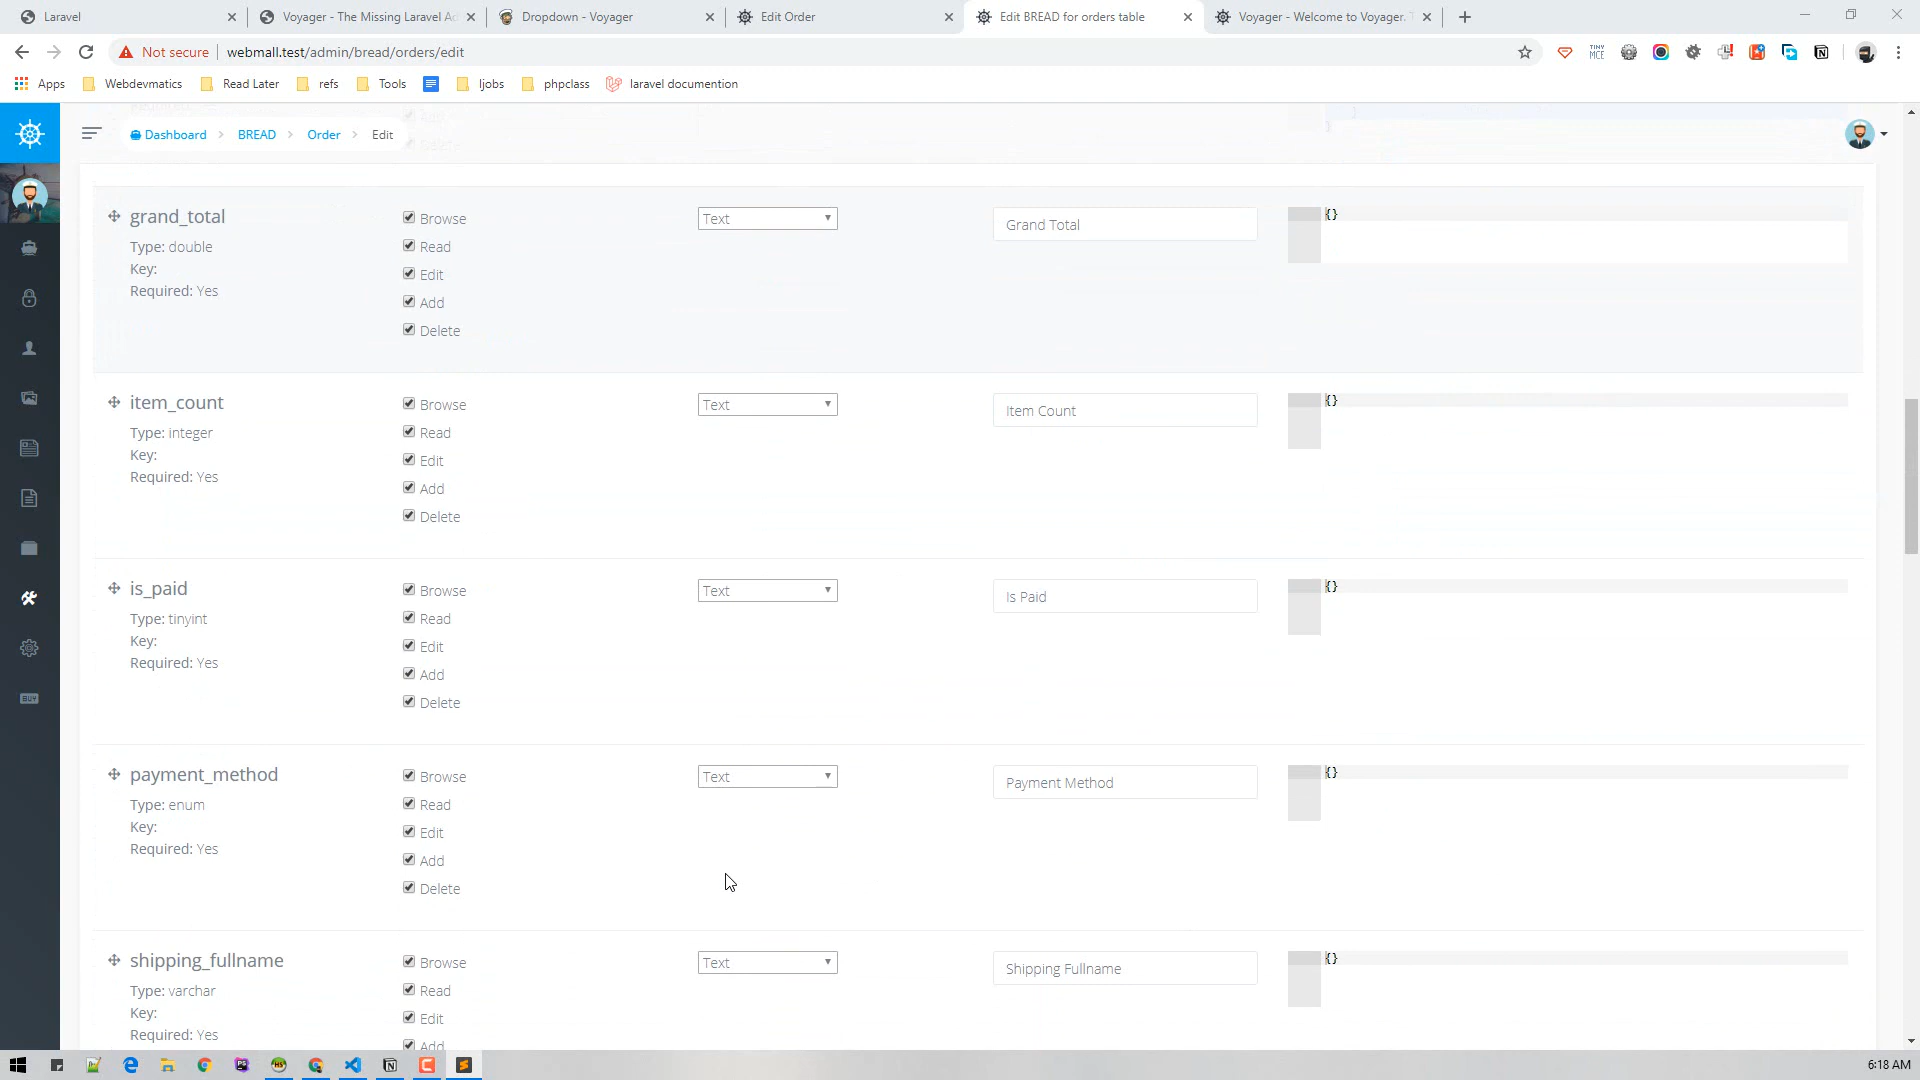 Laravel
Voyager - The Missing Laravel Ad
Dropdown - Voyager
Edit Order
Edit BREAD for orders table
Voyager - Welcome to Voyager. T
Not secure
webmall.test/admin/bread/orders/edit
TINY
MCE
Apps
Webdevmatics
Read Later
refs
Tools
ljobs
phpclass
laravel documention
Dashboard
BREAD
Order
Edit
grand_total
Type: double
Key:
Required: Yes
Browse
Read
Edit
Add
Delete
Text
Grand Total
{}
item_count
Type: integer
Key:
Required: Yes
Browse
Read
Edit
Add
Delete
Text
Item Count
{}
is_paid
Type: tinyint
Key:
Required: Yes
Browse
Read
Edit
Add
Delete
Text
Is Paid
{}
payment_method
Type: enum
Key:
Required: Yes
Browse
Read
Edit
Add
Delete
Text
Payment Method
{}
shipping_fullname
Type: varchar
Key:
Required: Yes
Browse
Read
Edit
Add
Text
Shipping Fullname
{}
BUY
6:18 AM